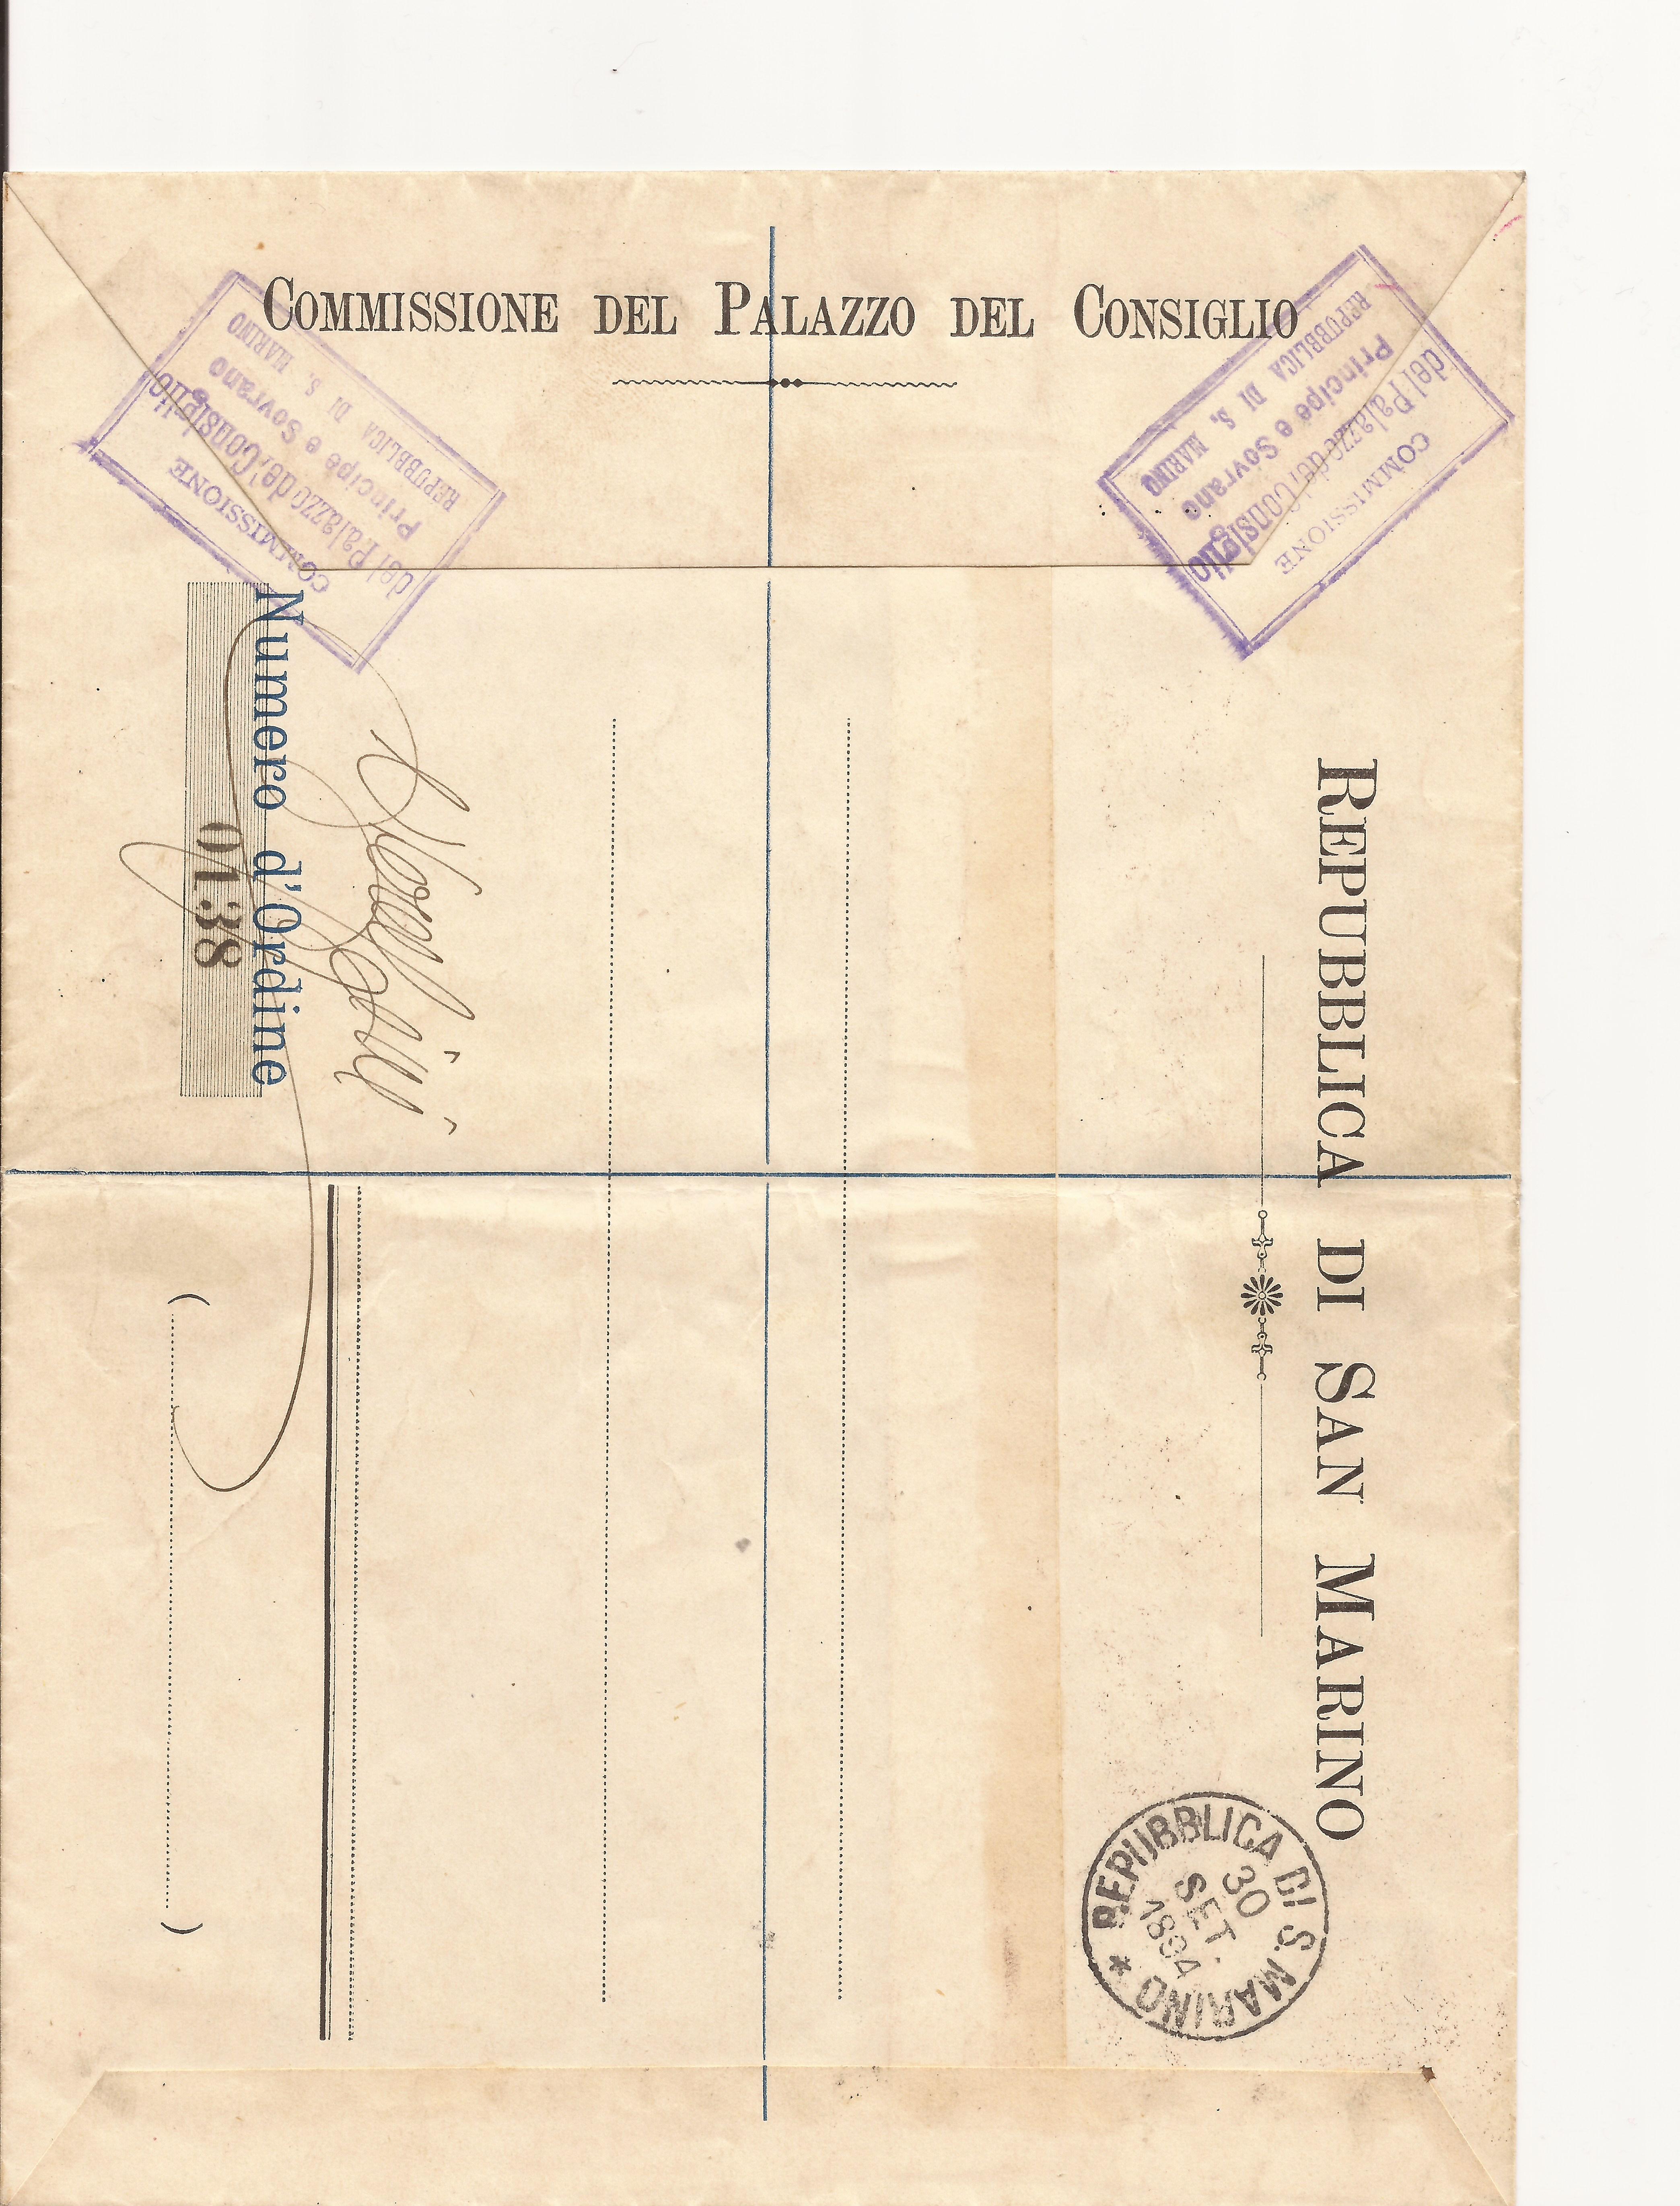 COMMISSIONE DEL PALAZZO DEL CONSIGLIO
COMMISSIONE
del Palazzo del Consiglio
Principe e Sovrano
REPUBBLICA DI S. MARINO
COMMISSIONE
del Palazzo del Consiglio
Principe e Sovrano
REPUBBLICA DI S. MARINO
REPUBBLICA DI SAN MARINO
REPUBBLICA DI S. MARINO *
30
SET.
1894
Numero d'Ordine
0138
( )